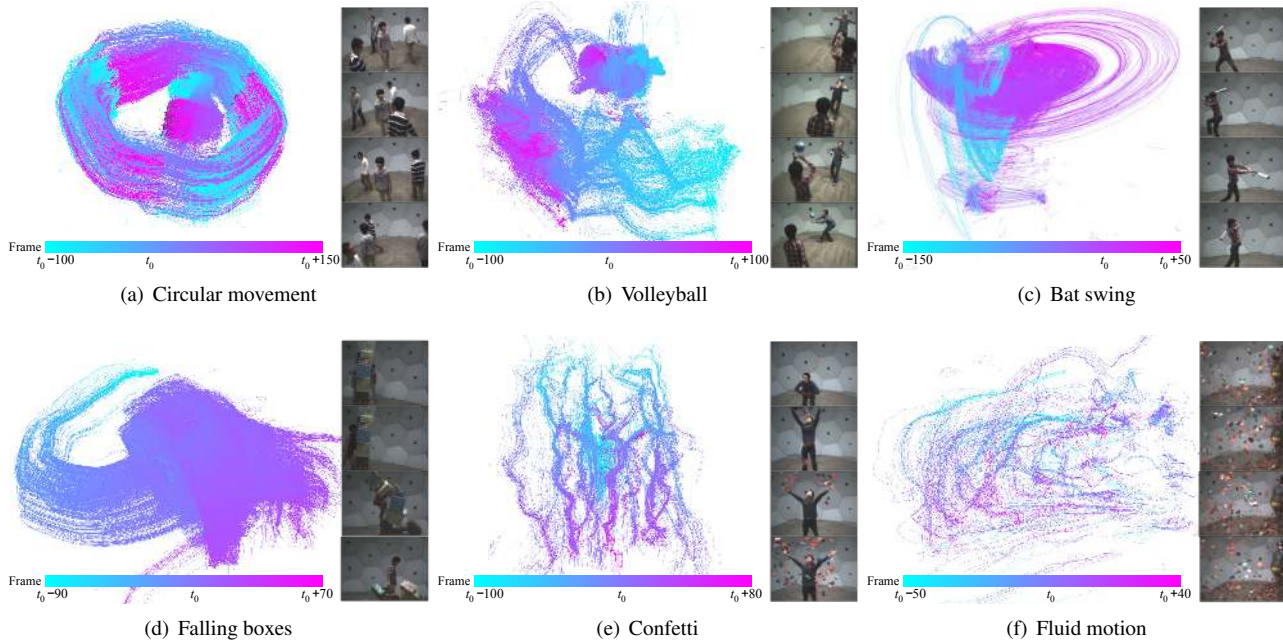 Frame
t₀−100 t₀ t₀+150
(a) Circular movement
Frame
t₀−100 t₀ t₀+100
(b) Volleyball
Frame
t₀−150 t₀ t₀+50
(c) Bat swing
Frame
t₀−90 t₀ t₀+70
(d) Falling boxes
Frame
t₀−100 t₀ t₀+80
(e) Confetti
Frame
t₀−50 t₀ t₀+40
(f) Fluid motion